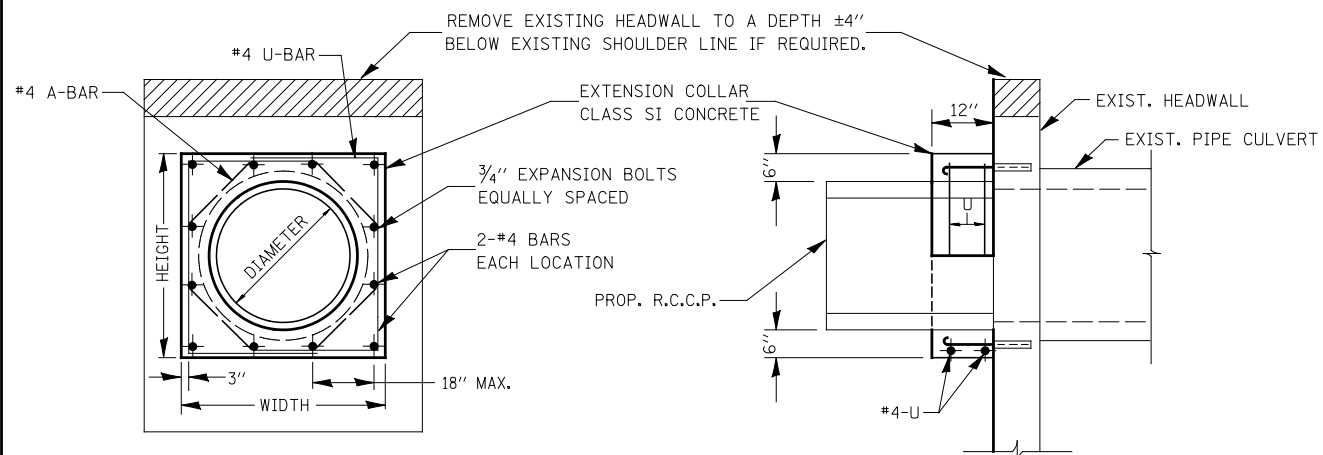 REMOVE EXISTING HEADWALL TO A DEPTH ±4"
BELOW EXISTING SHOULDER LINE IF REQUIRED.
#4 U-BAR
#4 A-BAR
EXTENSION COLLAR
CLASS SI CONCRETE
3/4" EXPANSION BOLTS
EQUALLY SPACED
2-#4 BARS
EACH LOCATION
HEIGHT
DIAMETER
3"
WIDTH
18" MAX.
12"
EXIST. HEADWALL
EXIST. PIPE CULVERT
6"
U
PROP. R.C.C.P.
6"
#4-U